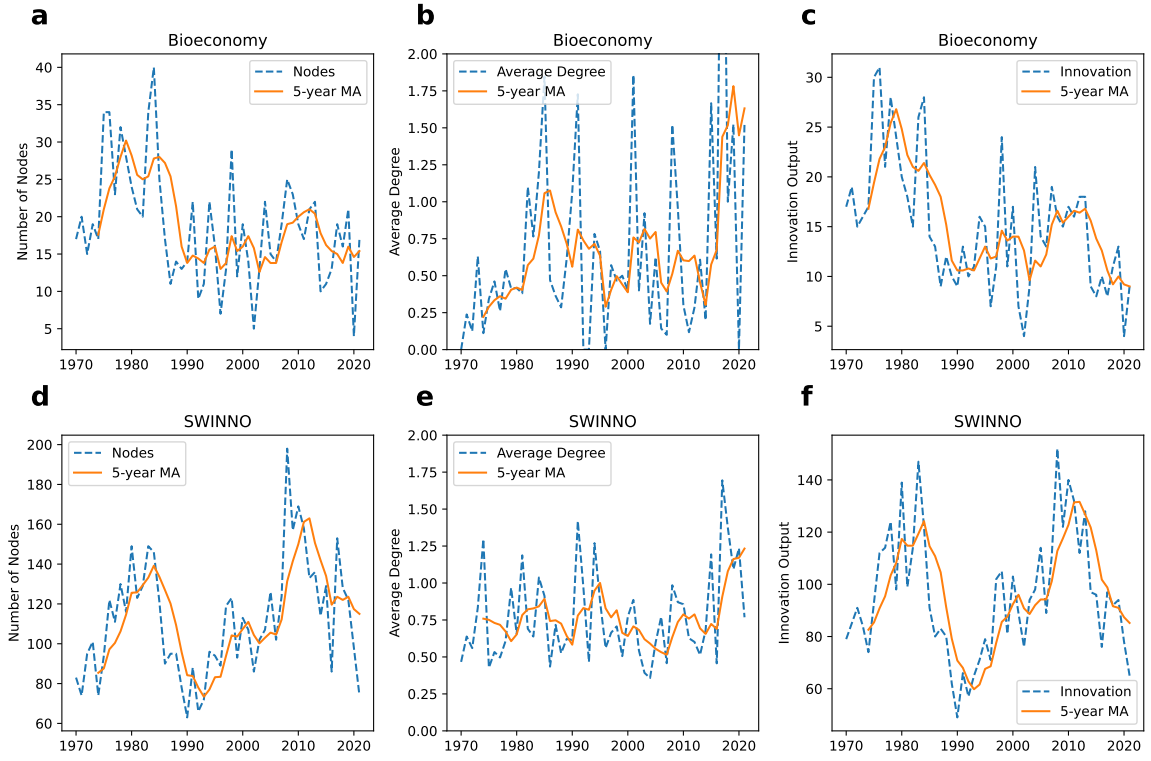 a
Bioeconomy
Nodes
5-year MA
Number of Nodes
40
35
30
25
20
15
10
5
1970 1980 1990 2000 2010 2020
b
Bioeconomy
Average Degree
5-year MA
Average Degree
2.00
1.75
1.50
1.25
1.00
0.75
0.50
0.25
0.00
1970 1980 1990 2000 2010 2020
c
Bioeconomy
Innovation
5-year MA
Innovation Output
30
25
20
15
10
5
1970 1980 1990 2000 2010 2020
d
SWINNO
Nodes
5-year MA
Number of Nodes
200
180
160
140
120
100
80
60
1970 1980 1990 2000 2010 2020
e
SWINNO
Average Degree
5-year MA
Average Degree
2.00
1.75
1.50
1.25
1.00
0.75
0.50
0.25
0.00
1970 1980 1990 2000 2010 2020
f
SWINNO
Innovation Output
140
120
100
80
60
Innovation
5-year MA
1970 1980 1990 2000 2010 2020